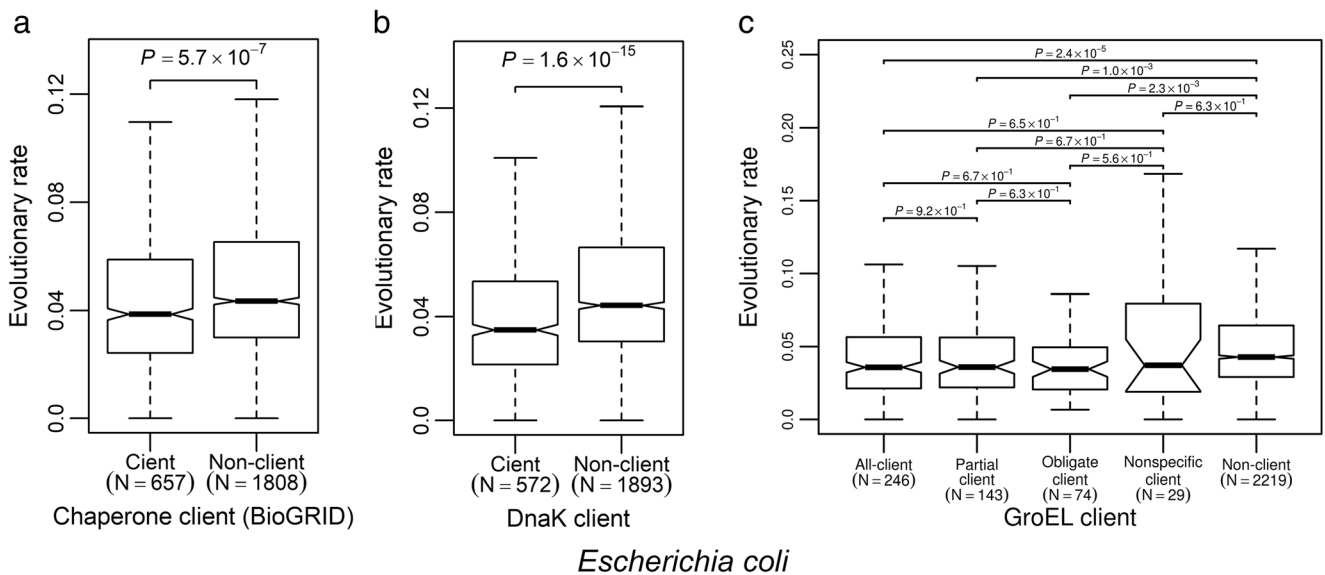 a
P = 5.7 × 10⁻⁷
Evolutionary rate
0.12
0.08
0.04
0.0
Cient
(N = 657)
Non-client
(N = 1808)
Chaperone client (BioGRID)
b
P = 1.6 × 10⁻¹⁵
Evolutionary rate
0.12
0.08
0.04
0.0
Cient
(N = 572)
Non-client
(N = 1893)
DnaK client
c
P = 2.4 × 10⁻⁵
P = 1.0 × 10⁻³
P = 2.3 × 10⁻³
P = 6.3 × 10⁻¹
P = 6.5 × 10⁻¹
P = 6.7 × 10⁻¹
P = 5.6 × 10⁻¹
P = 6.7 × 10⁻¹
P = 6.3 × 10⁻¹
P = 9.2 × 10⁻¹
Evolutionary rate
0.25
0.20
0.15
0.10
0.05
0.0
All-client
(N = 246)
Partial
client
(N = 143)
Obligate
client
(N = 74)
Nonspecific
client
(N = 29)
Non-client
(N = 2219)
GroEL client
Escherichia coli